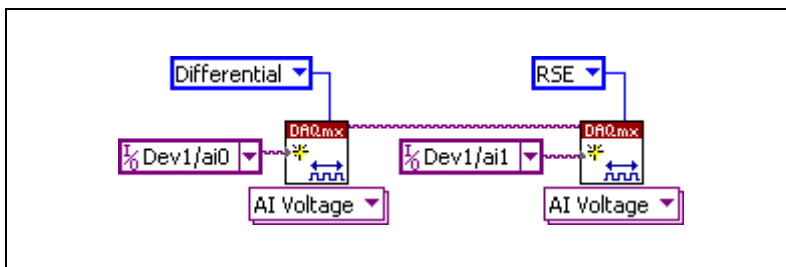 Differential
RSE
DAQmx
DAQmx
I/O Dev1/ai0
I/O Dev1/ai1
AI Voltage
AI Voltage